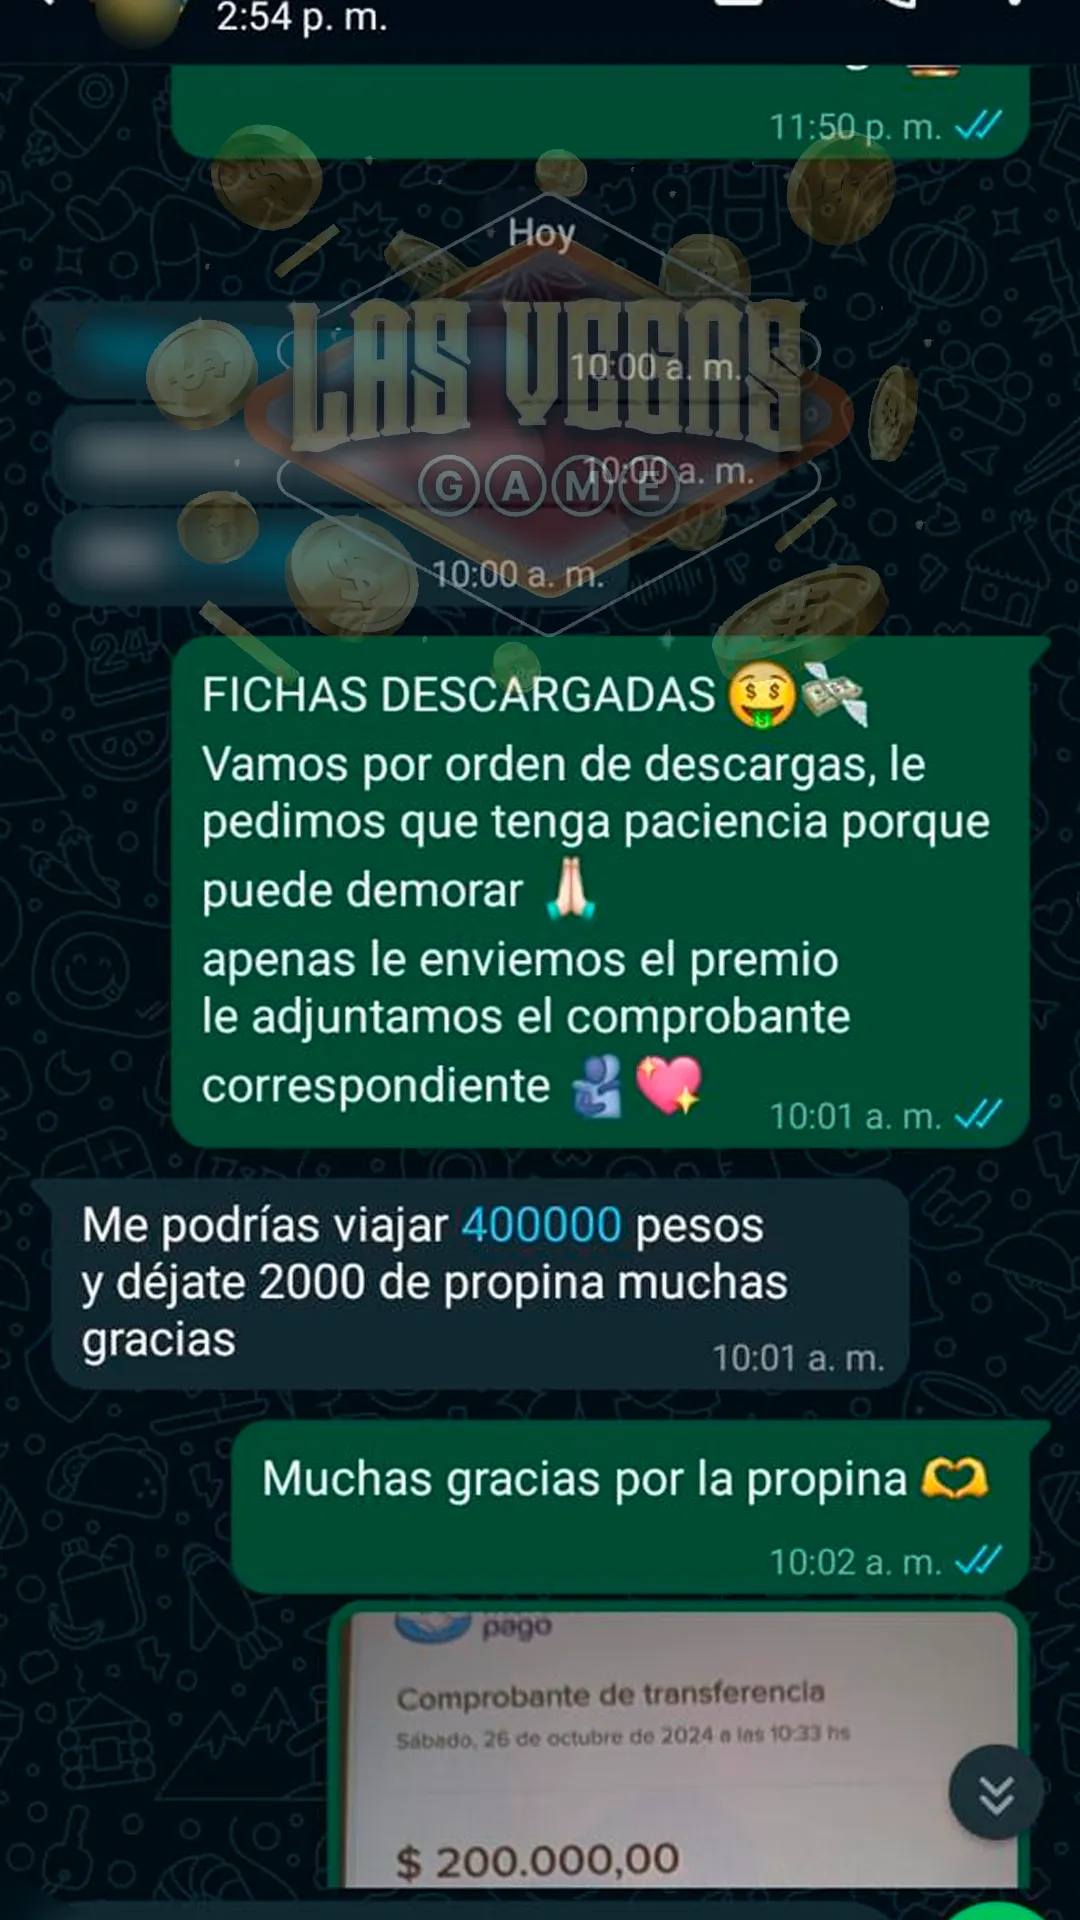 2:54 p. m.
11:50 p. m.
Hoy
LAS VEGAS
GAME
10:00 a. m.
10:00 a. m.
10:00 a. m.
FICHAS DESCARGADAS 🤑💸
Vamos por orden de descargas, le
pedimos que tenga paciencia porque
puede demorar 🙏🏻
apenas le enviemos el premio
le adjuntamos el comprobante
correspondiente 🫂💖
10:01 a. m.
Me podrías viajar 400000 pesos
y déjate 2000 de propina muchas
gracias
10:01 a. m.
Muchas gracias por la propina 🫶
10:02 a. m.
pago
Comprobante de transferencia
Sábado, 26 de octubre de 2024 a las 10:33 hs
$ 200.000,00